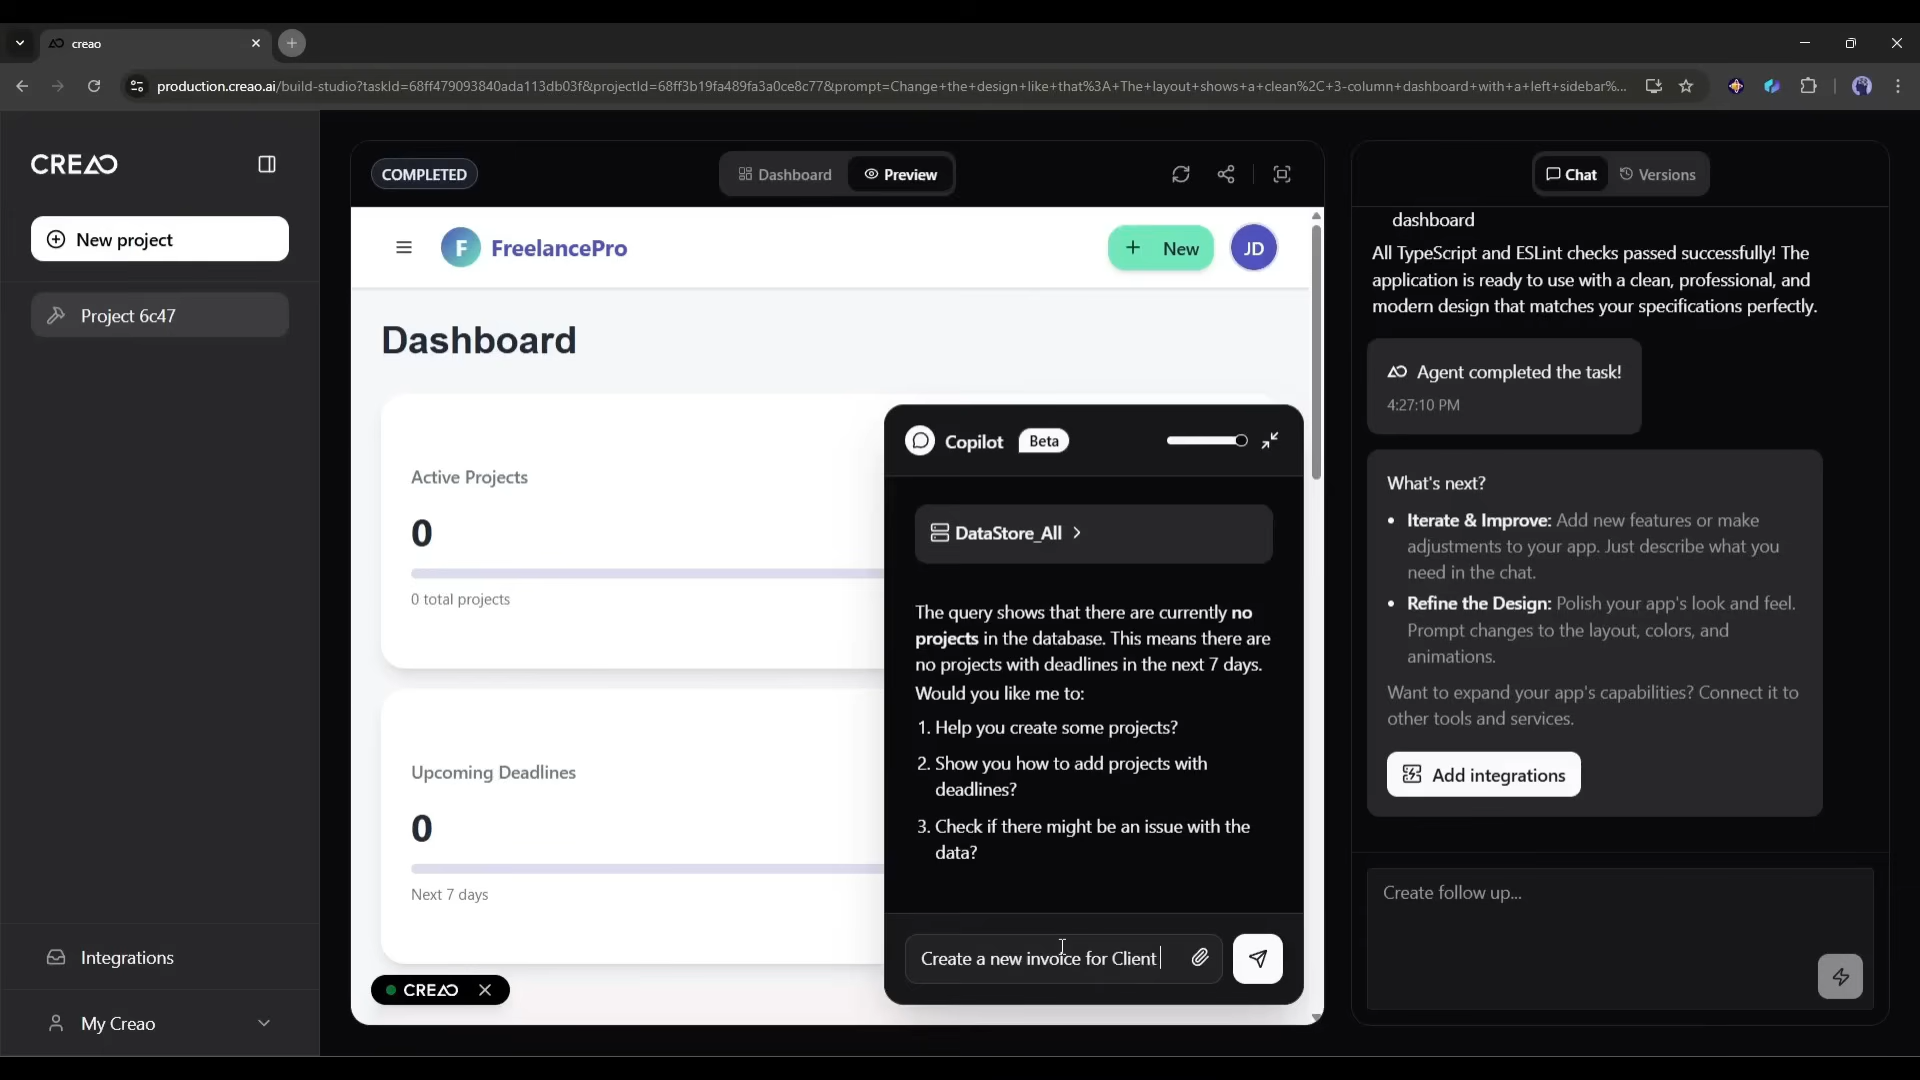 creao
production.creao.ai/build-studio?taskId=68ff479093840ada113db03f&projectId=68ff3b19fa489fa3a0ce8c77&prompt=Change+the+design+like+that%3A+The+layout+shows+a+clean%2C+3-column+dashboard+with+a+left+sidebar%...
CREAO
New project
Project 6c47
Integrations
My Creao
COMPLETED
Dashboard
Preview
F FreelancePro
+ New
JD
Dashboard
Active Projects
0
0 total projects
Upcoming Deadlines
0
Next 7 days
CREAO
Copilot Beta
DataStore_All >
The query shows that there are currently no
projects in the database. This means there are
no projects with deadlines in the next 7 days.
Would you like me to:
1. Help you create some projects?
2. Show you how to add projects with
deadlines?
3. Check if there might be an issue with the
data?
Create a new invoice for Client
Chat
Versions
dashboard
All TypeScript and ESLint checks passed successfully! The
application is ready to use with a clean, professional, and
modern design that matches your specifications perfectly.
Agent completed the task!
4:27:10 PM
What's next?
• Iterate & Improve: Add new features or make
adjustments to your app. Just describe what you
need in the chat.
• Refine the Design: Polish your app's look and feel.
Prompt changes to the layout, colors, and
animations.
Want to expand your app's capabilities? Connect it to
other tools and services.
Add integrations
Create follow up...